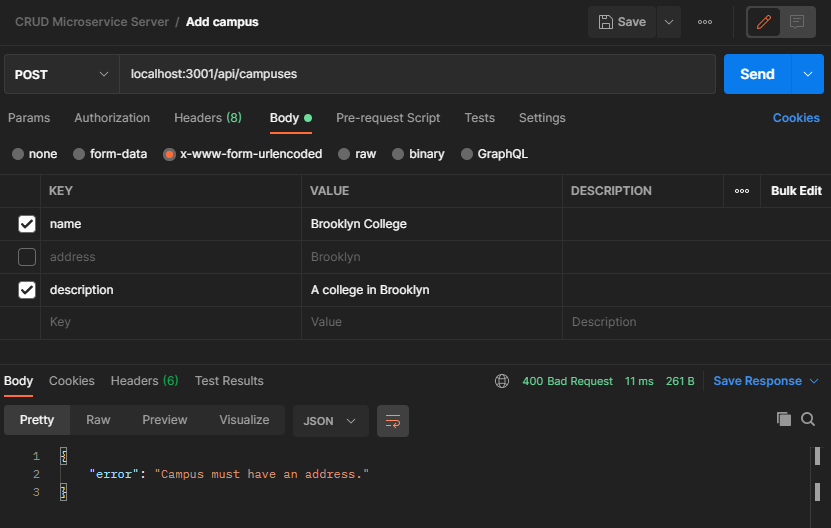 CRUD Microservice Server / Add campus Save
POST localhost:3001/api/campuses Send
Params Authorization Headers (8) Body Pre-request Script Tests Settings Cookies
none form-data x-www-form-urlencoded raw binary GraphQL
KEY VALUE DESCRIPTION Bulk Edit
name Brooklyn College
address Brooklyn
description A college in Brooklyn
Key Value Description
Body Cookies Headers (6) Test Results 400 Bad Request 11 ms 261 B Save Response
Pretty Raw Preview Visualize JSON
1 {
2 "error": "Campus must have an address."
3 }